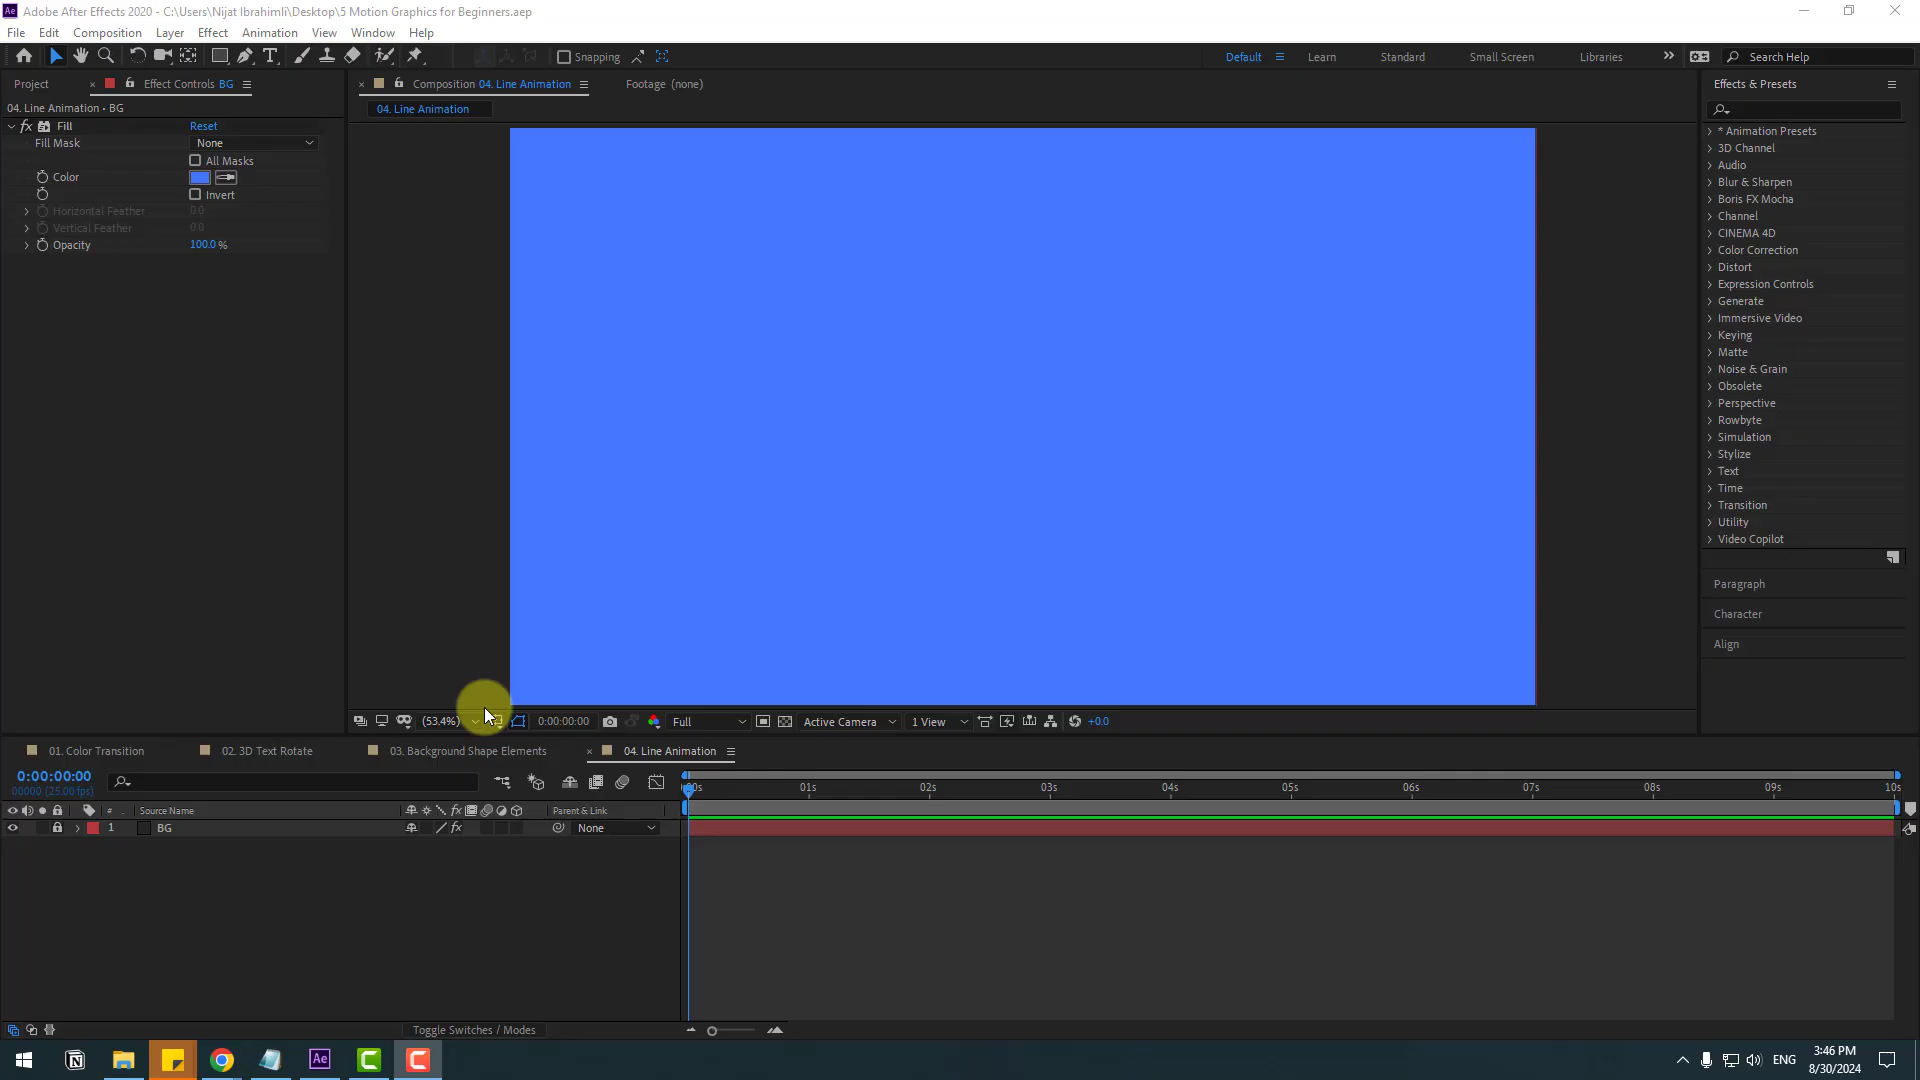 Adobe After Effects 2020 - C:\Users\Nijat Ibrahimli\Desktop\5 Motion Graphics for Beginners.aep
File Edit Composition Layer Effect Animation View Window Help
Snapping Default Learn Standard Small Screen Libraries Search Help
Project Effect Controls BG Composition 04. Line Animation Footage (none) Effects & Presets
04. Line Animation • BG
04. Line Animation
Fill Reset
Fill Mask None
All Masks
Color
Invert
Horizontal Feather 0.0
Vertical Feather 0.0
Opacity 100.0 %
* Animation Presets
3D Channel
Audio
Blur & Sharpen
Boris FX Mocha
Channel
CINEMA 4D
Color Correction
Distort
Expression Controls
Generate
Immersive Video
Keying
Matte
Noise & Grain
Obsolete
Perspective
Rowbyte
Simulation
Stylize
Text
Time
Transition
Utility
Video Copilot
Paragraph
Character
Align
(53.4%) 0:00:00:00 Full Active Camera 1 View +0.0
01. Color Transition 02. 3D Text Rotate 03. Background Shape Elements 04. Line Animation
0:00:00:00
00000 (25.00 fps)
00s 01s 02s 03s 04s 05s 06s 07s 08s 09s 10s
# Source Name Parent & Link
1 BG None
Toggle Switches / Modes
ENG
3:46 PM
8/30/2024